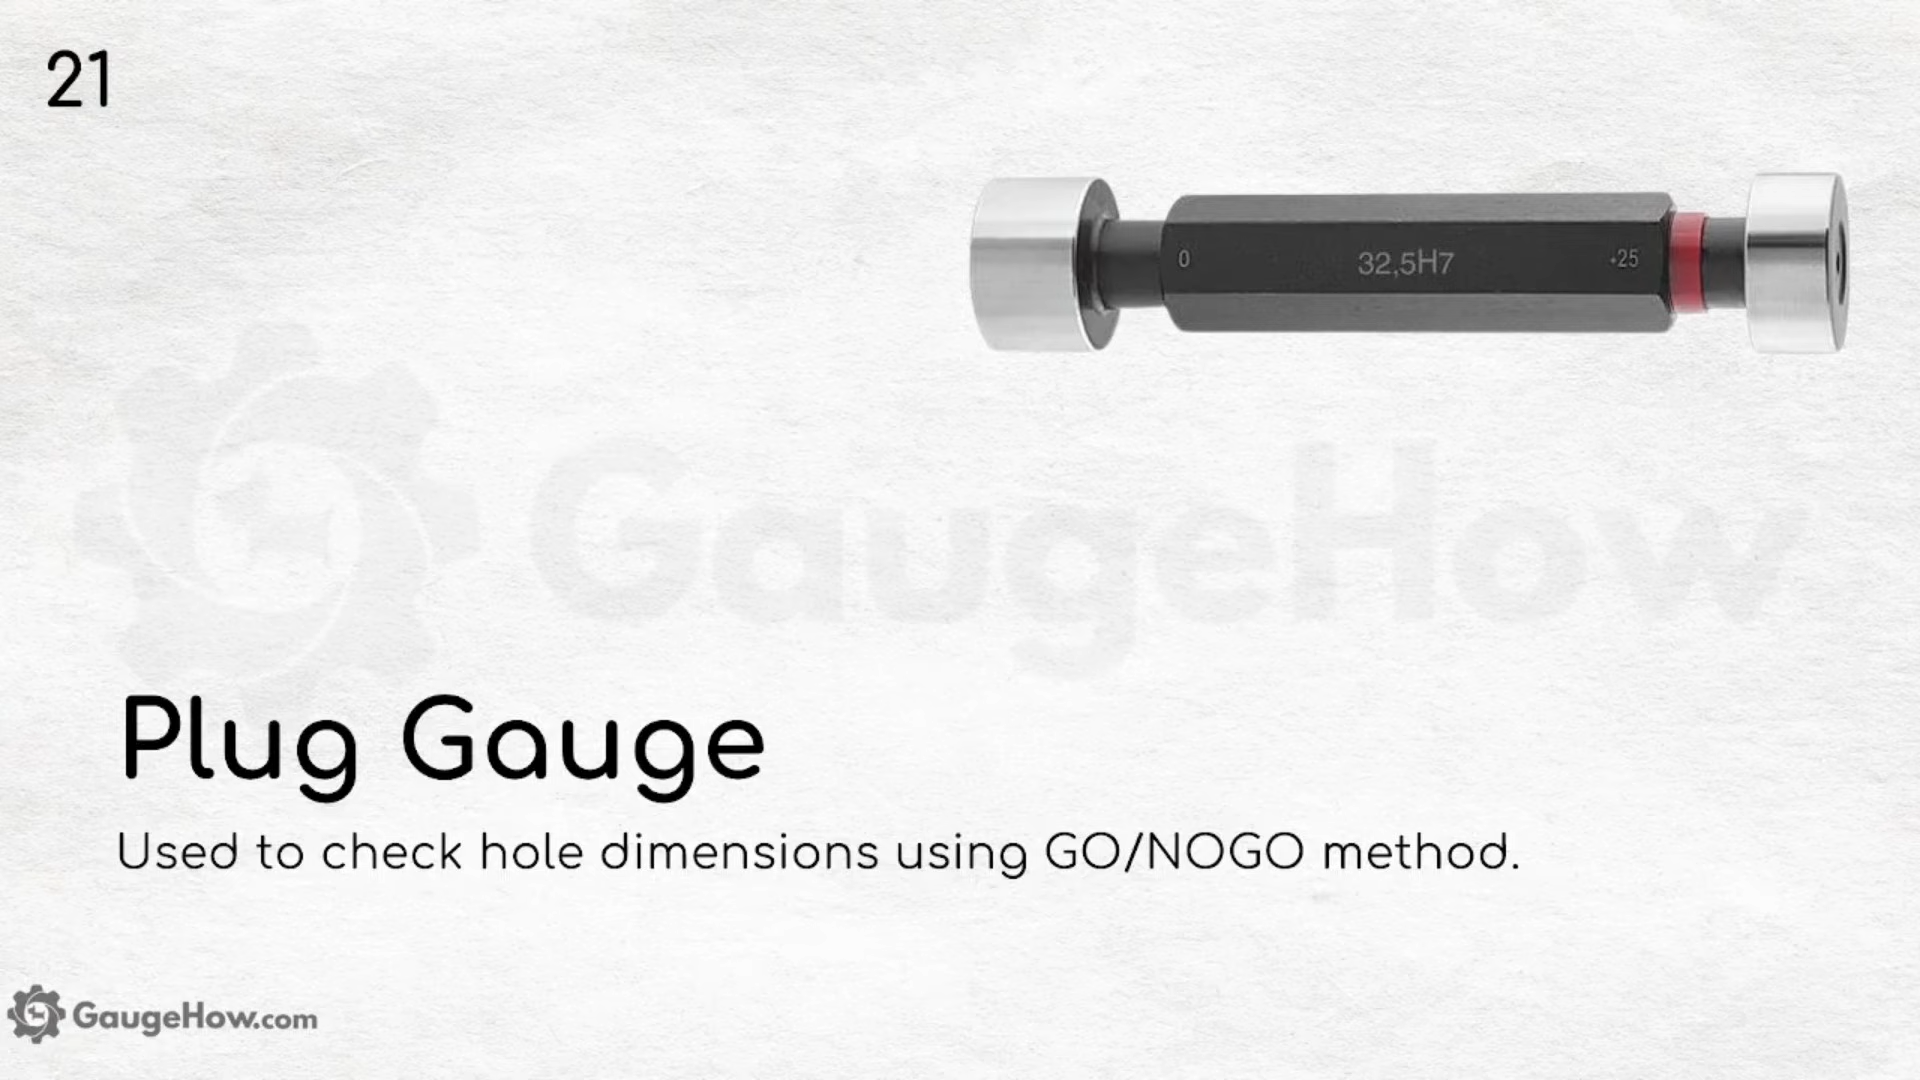 21
0 32,5H7 +25
GaugeHow
Plug Gauge
Used to check hole dimensions using GO/NOGO method.
GaugeHow.com